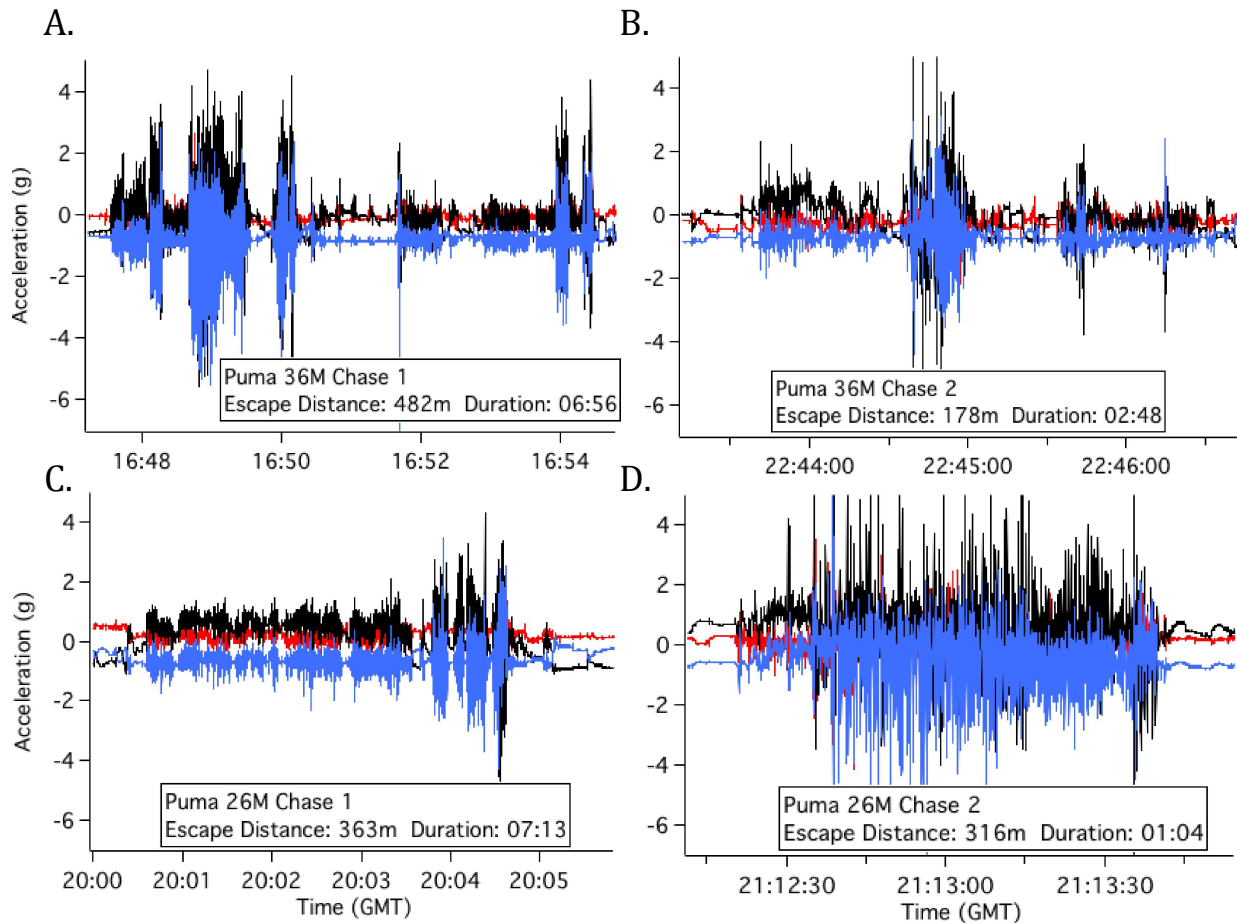 A.
Acceleration (g)
4
2
0
-2
-4
-6
Puma 36M Chase 1
Escape Distance: 482m Duration: 06:56
16:48 16:50 16:52 16:54
B.
4
2
0
-2
-4
-6
Puma 36M Chase 2
Escape Distance: 178m Duration: 02:48
22:44:00 22:45:00 22:46:00
C.
Acceleration (g)
4
2
0
-2
-4
-6
Puma 26M Chase 1
Escape Distance: 363m Duration: 07:13
20:00 20:01 20:02 20:03 20:04 20:05
Time (GMT)
D.
4
2
0
-2
-4
-6
Puma 26M Chase 2
Escape Distance: 316m Duration: 01:04
21:12:30 21:13:00 21:13:30
Time (GMT)